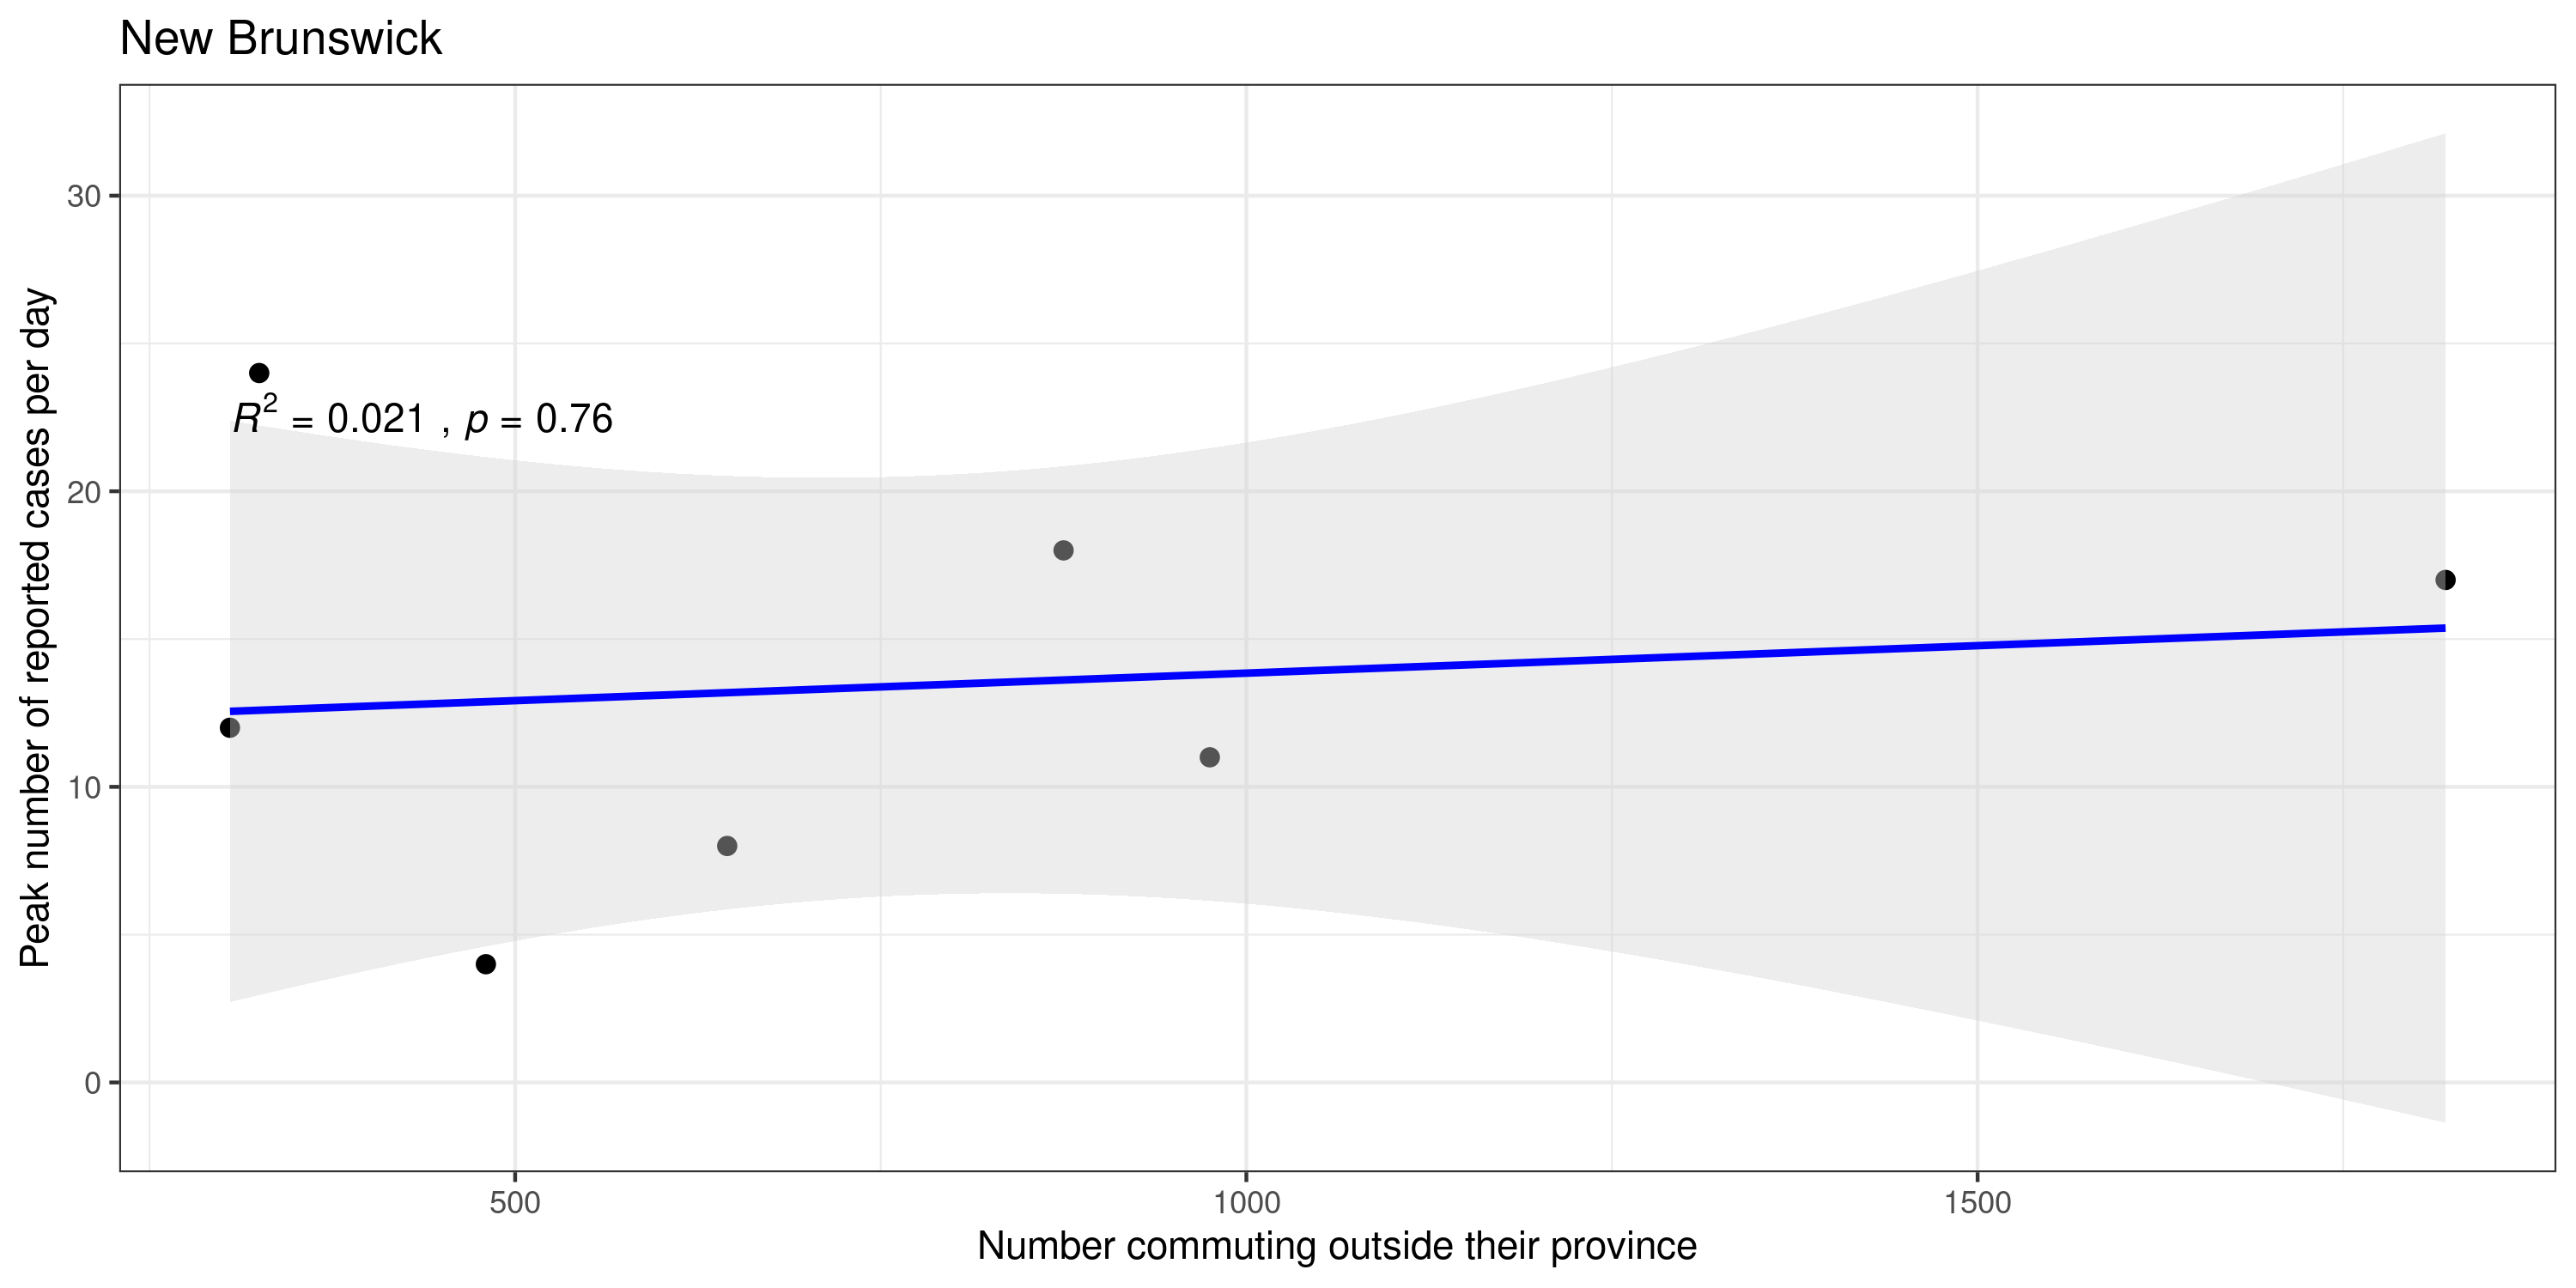 New Brunswick
Peak number of reported cases per day
30
20
10
0
R² = 0.021 , p = 0.76
500 1000 1500
Number commuting outside their province